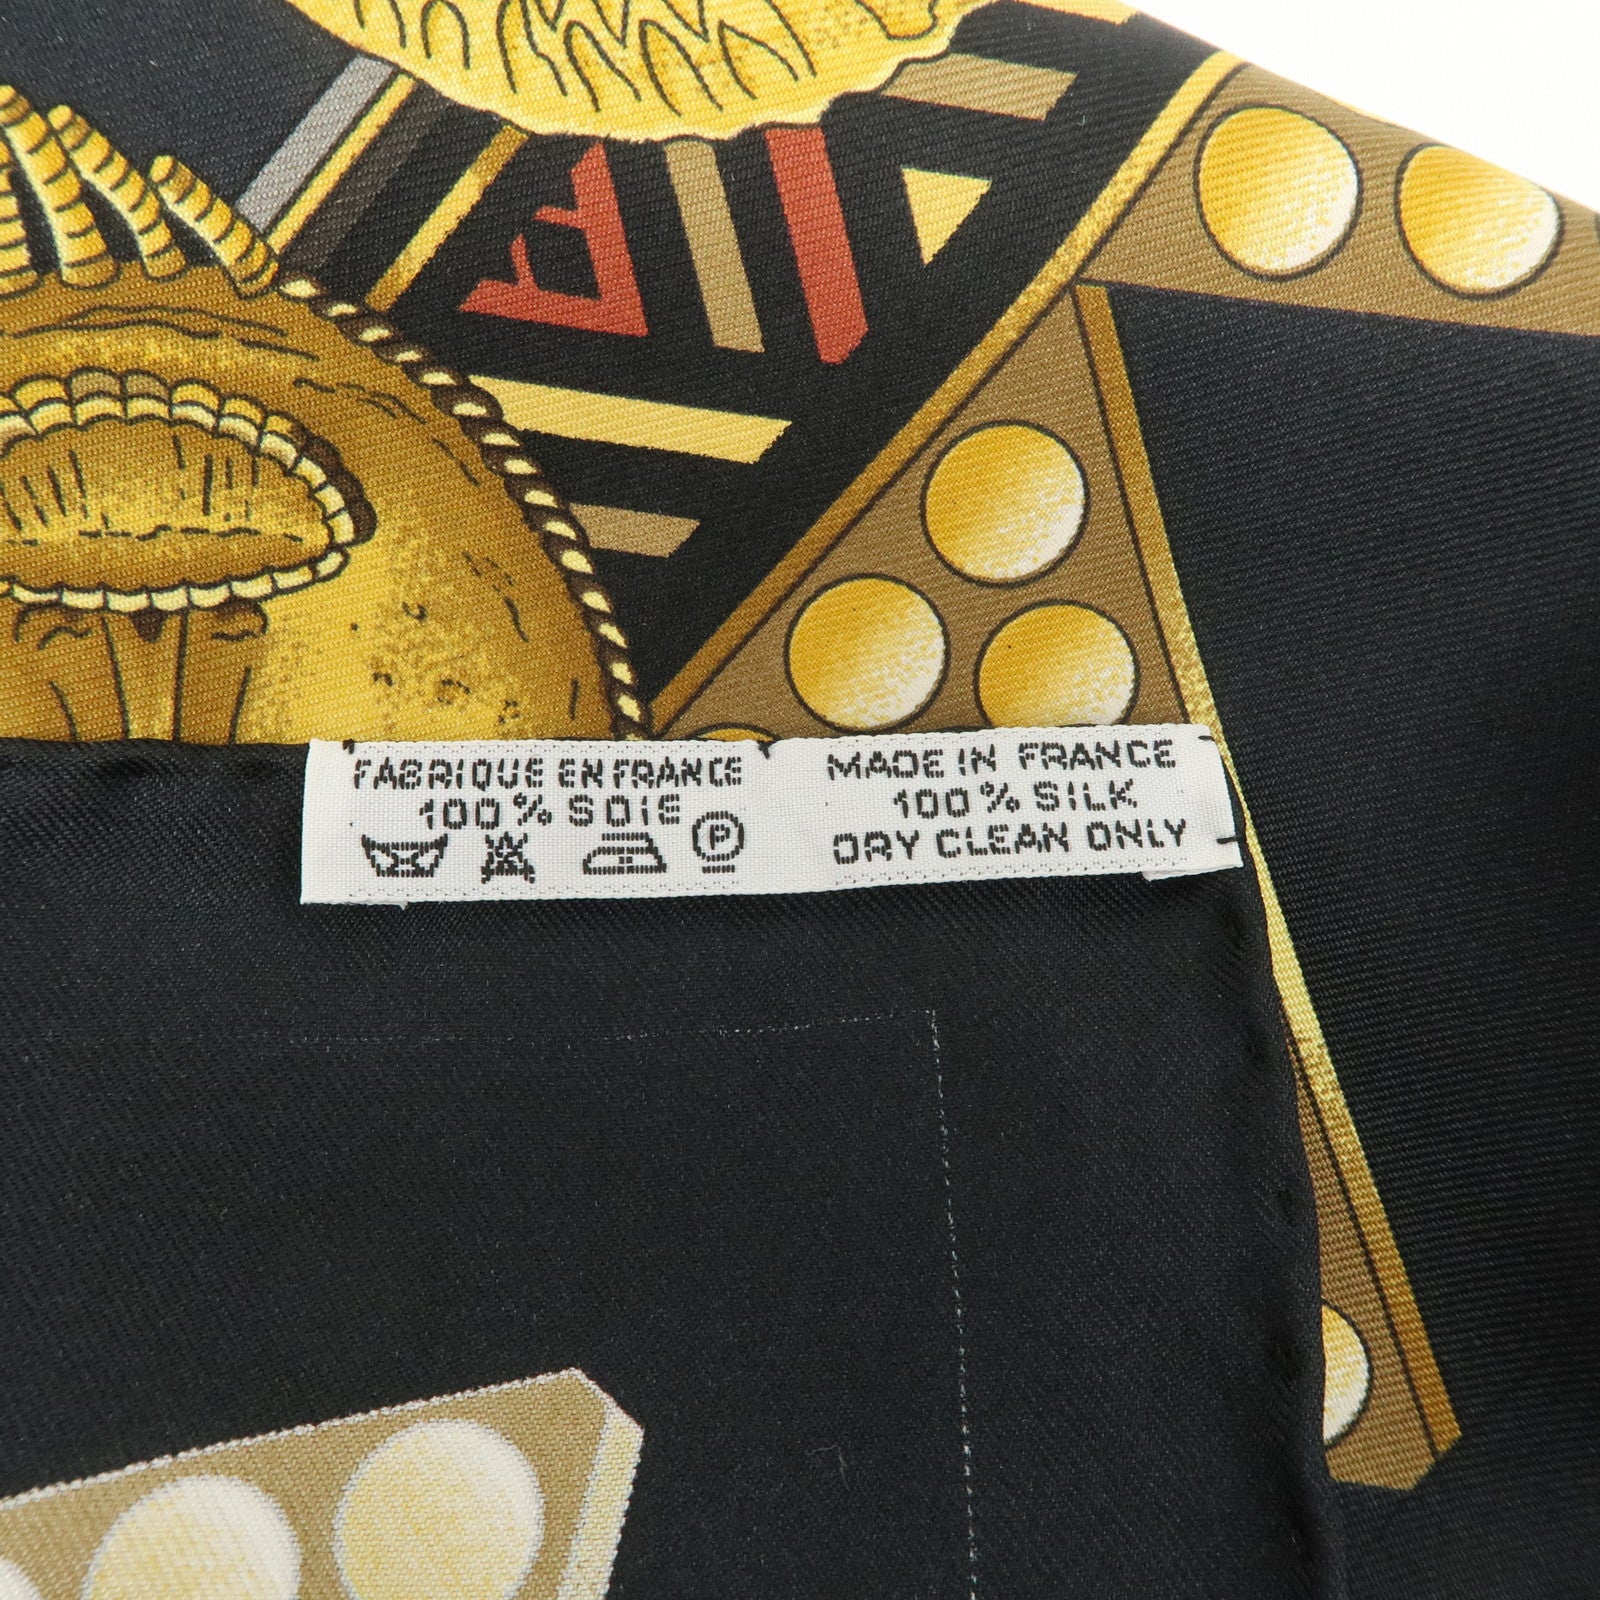 FABRIQUE EN FRANCE
100% SOIE
P
MADE IN FRANCE
100% SILK
DRY CLEAN ONLY